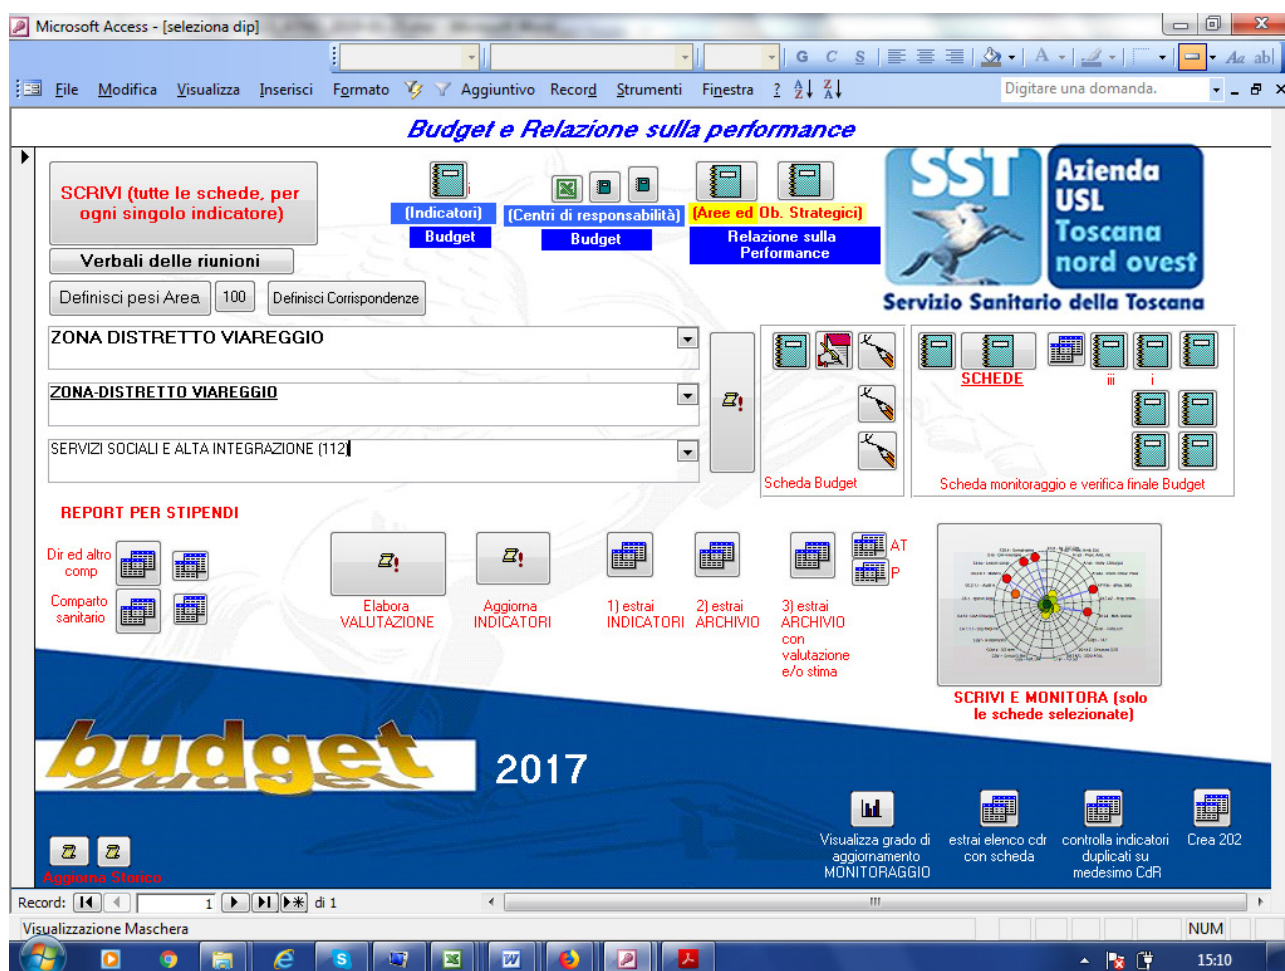 Microsoft Access - [seleziona dip]
G C S
A
Aa ab|
File Modifica Visualizza Inserisci Formato Aggiuntivo Record Strumenti Finestra ?
Digitare una domanda.
Budget e Relazione sulla performance
SCRIVI (tutte le schede, per
ogni singolo indicatore)
Verbali delle riunioni
Definisci pesi Area
100
Definisci Corrispondenze
i
(Indicatori)
Budget
(Centri di responsabilità)
Budget
(Aree ed Ob. Strategici)
Relazione sulla
Performance
SST
Azienda
USL
Toscana
nord ovest
Servizio Sanitario della Toscana
ZONA DISTRETTO VIAREGGIO
ZONA-DISTRETTO VIAREGGIO
SERVIZI SOCIALI E ALTA INTEGRAZIONE (112)
Scheda Budget
SCHEDE
iii
i
Scheda monitoraggio e verifica finale Budget
REPORT PER STIPENDI
Dir ed altro
comp
Comparto
sanitario
Elabora
VALUTAZIONE
Aggiorna
INDICATORI
1) estrai
INDICATORI
2) estrai
ARCHIVIO
3) estrai
ARCHIVIO
con
valutazione
e/o stima
AT
P
SCRIVI E MONITORA (solo
le schede selezionate)
budget
2017
Visualizza grado di
aggiornamento
MONITORAGGIO
estrai elenco cdr
con scheda
controlla indicatori
duplicati su
medesimo CdR
Crea 202
Aggiorna Storico
Record: 1 di 1
Visualizzazione Maschera
NUM
15:10